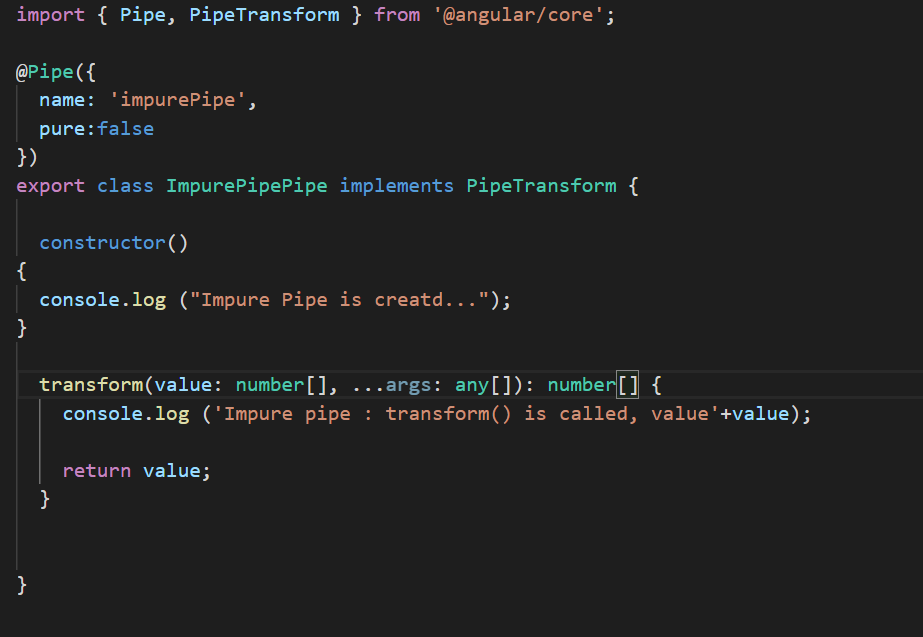 import { Pipe, PipeTransform } from '@angular/core';
@Pipe({
name: 'impurePipe',
pure:false
})
export class ImpurePipePipe implements PipeTransform {
constructor()
{
console.log ("Impure Pipe is creatd...");
}
transform(value: number[], ...args: any[]): number[] {
console.log ('Impure pipe : transform() is called, value'+value);
return value;
}
}